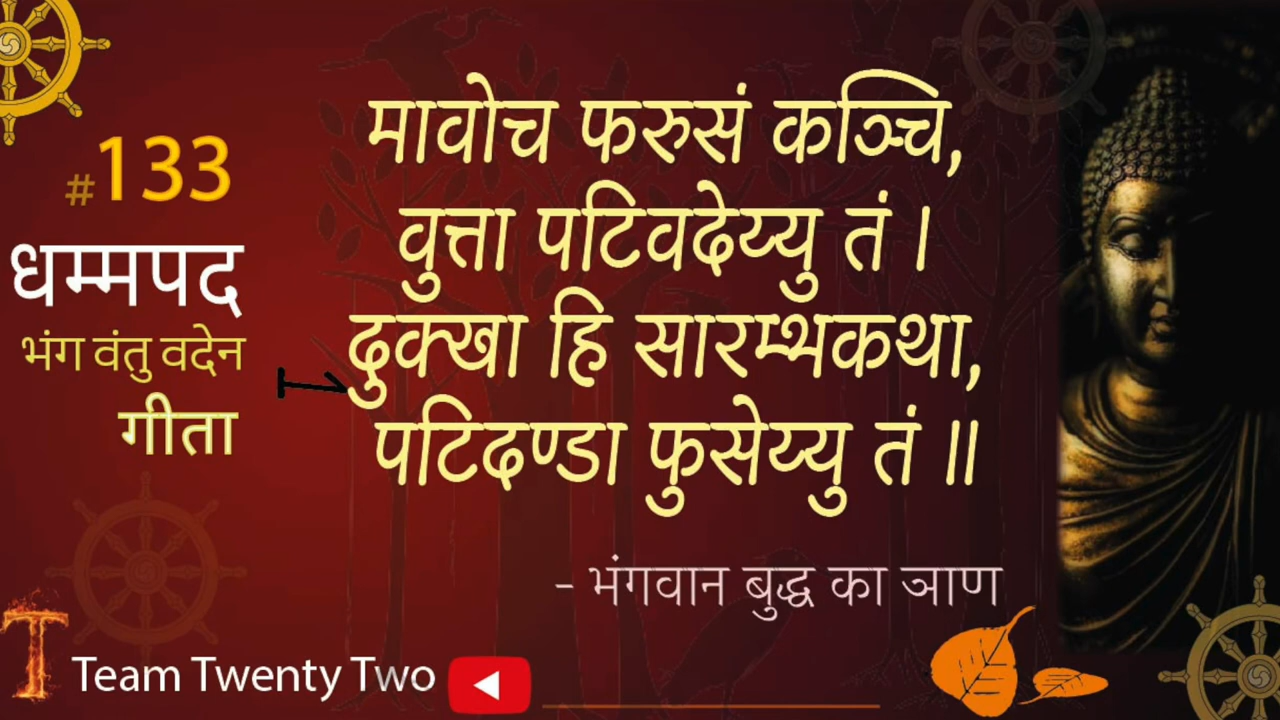 #133
धम्मपद
भंग वंतु वदेन
गीता
मावोच फरुसं कञ्चि,
वुत्ता पटिवदेय्यु तं ।
दुक्खा हि सारम्भकथा,
पटिदण्डा फुसेय्यु तं ॥
– भंगवान बुद्ध का ञाण
T Team Twenty Two